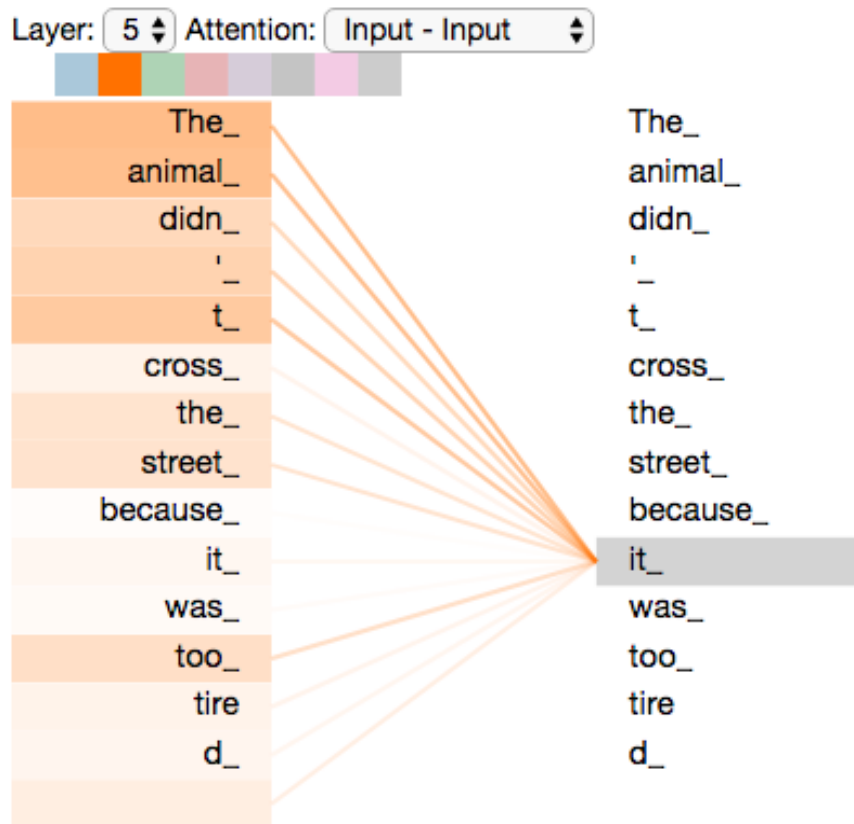 Layer: 5 Attention: Input - Input
The_ The_
animal_ animal_
didn_ didn_
'_ '_
t_ t_
cross_ cross_
the_ the_
street_ street_
because_ because_
it_ it_
was_ was_
too_ too_
tire tire
d_ d_